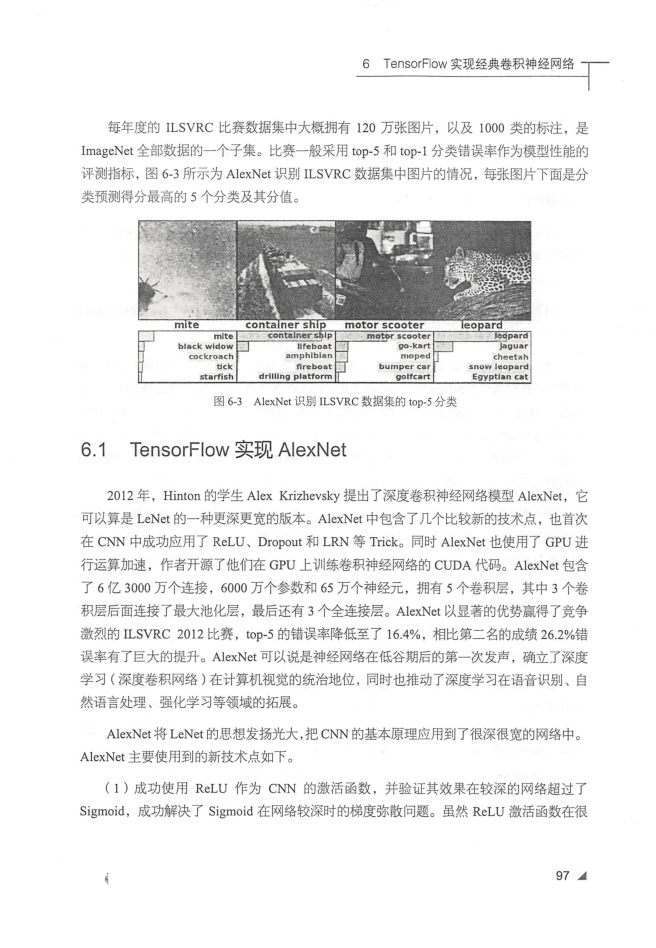 6 TensorFlow 实现经典卷积神经网络
每年度的 ILSVRC 比赛数据集中大概拥有 120 万张图片，以及 1000 类的标注，是
ImageNet 全部数据的一个子集。比赛一般采用 top-5 和 top-1 分类错误率作为模型性能的
评测指标，图 6-3 所示为 AlexNet 识别 ILSVRC 数据集中图片的情况，每张图片下面是分
类预测得分最高的 5 个分类及其分值。
mite container ship motor scooter leopard
mite container ship motor scooter leopard
black widow lifeboat go-kart jaguar
cockroach amphibian moped cheetah
tick fireboat bumper car snow leopard
starfish drilling platform golfcart Egyptian cat
图 6-3 AlexNet 识别 ILSVRC 数据集的 top-5 分类
6.1 TensorFlow 实现 AlexNet
2012 年，Hinton 的学生 Alex Krizhevsky 提出了深度卷积神经网络模型 AlexNet，它
可以算是 LeNet 的一种更深更宽的版本。AlexNet 中包含了几个比较新的技术点，也首次
在 CNN 中成功应用了 ReLU、Dropout 和 LRN 等 Trick。同时 AlexNet 也使用了 GPU 进
行运算加速，作者开源了他们在 GPU 上训练卷积神经网络的 CUDA 代码。AlexNet 包含
了 6 亿 3000 万个连接，6000 万个参数和 65 万个神经元，拥有 5 个卷积层，其中 3 个卷
积层后面连接了最大池化层，最后还有 3 个全连接层。AlexNet 以显著的优势赢得了竞争
激烈的 ILSVRC 2012 比赛，top-5 的错误率降低至了 16.4%，相比第二名的成绩 26.2%错
误率有了巨大的提升。AlexNet 可以说是神经网络在低谷期后的第一次发声，确立了深度
学习（深度卷积网络）在计算机视觉的统治地位，同时也推动了深度学习在语音识别、自
然语言处理、强化学习等领域的拓展。
AlexNet 将 LeNet 的思想发扬光大，把 CNN 的基本原理应用到了很深很宽的网络中。
AlexNet 主要使用到的新技术点如下。
（1）成功使用 ReLU 作为 CNN 的激活函数，并验证其效果在较深的网络超过了
Sigmoid，成功解决了 Sigmoid 在网络较深时的梯度弥散问题。虽然 ReLU 激活函数在很
97